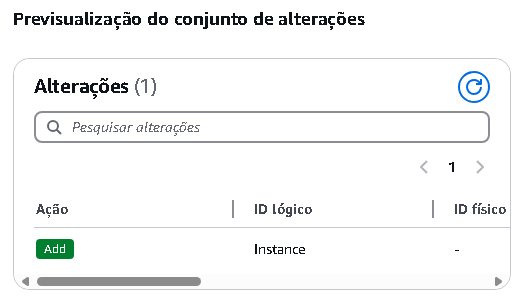 Previsualização do conjunto de alterações
Alterações (1)
Pesquisar alterações
1
Ação ID lógico ID físico
Add Instance -